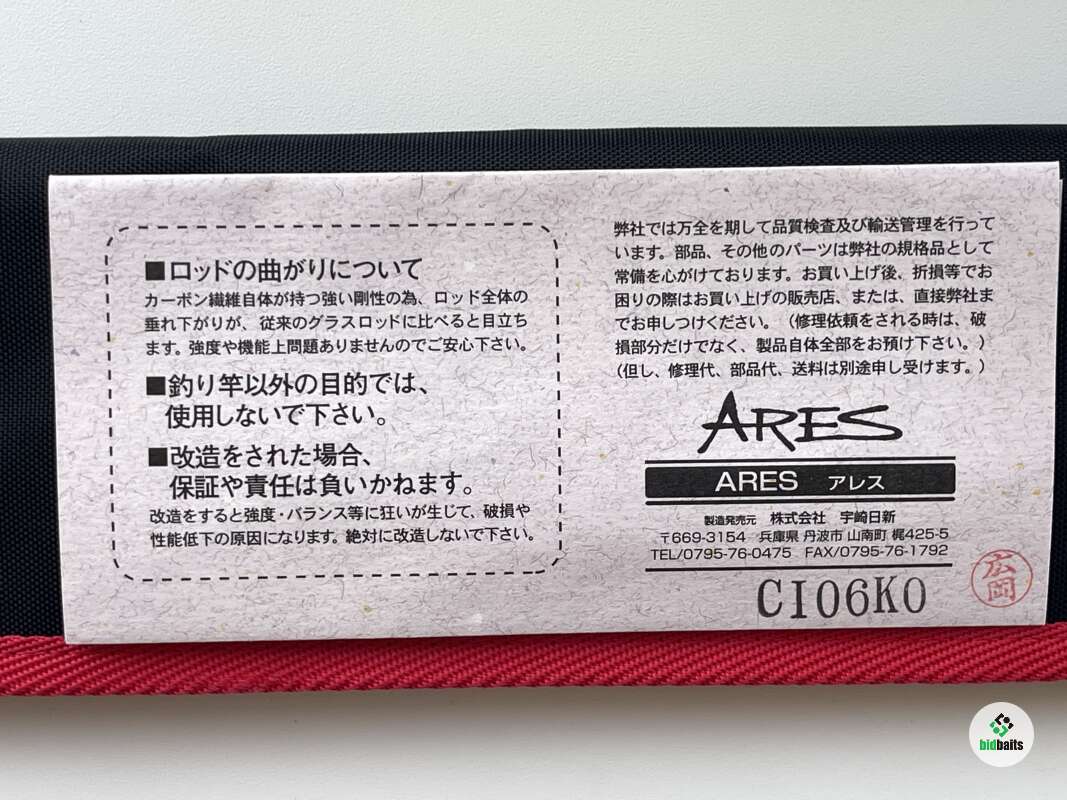 ■ロッドの曲がりについて
カーボン繊維自体が持つ強い剛性の為、ロッド全体の
垂れ下がりが、従来のグラスロッドに比べると目立ち
ます。強度や機能上問題ありませんのでご安心下さい。
■釣り竿以外の目的では、
使用しないで下さい。
■改造をされた場合、
保証や責任は負いかねます。
改造をすると強度・バランス等に狂いが生じて、破損や
性能低下の原因になります。絶対に改造しないで下さい。
弊社では万全を期して品質検査及び輸送管理を行って
います。部品、その他のパーツは弊社の規格品として
常備を心がけております。お買い上げ後、折損等でお
困りの際はお買い上げの販売店、または、直接弊社ま
でお申しつけください。（修理依頼をされる時は、破
損部分だけでなく、製品自体全部をお預け下さい。）
（但し、修理代、部品代、送料は別途申し受けます。）
ARES
ARES アレス
製造発売元 株式会社 宇崎日新
〒669-3154 兵庫県 丹波市 山南町 梶425-5
TEL/0795-76-0475 FAX/0795-76-1792
CI06KO
広岡
bidbaits